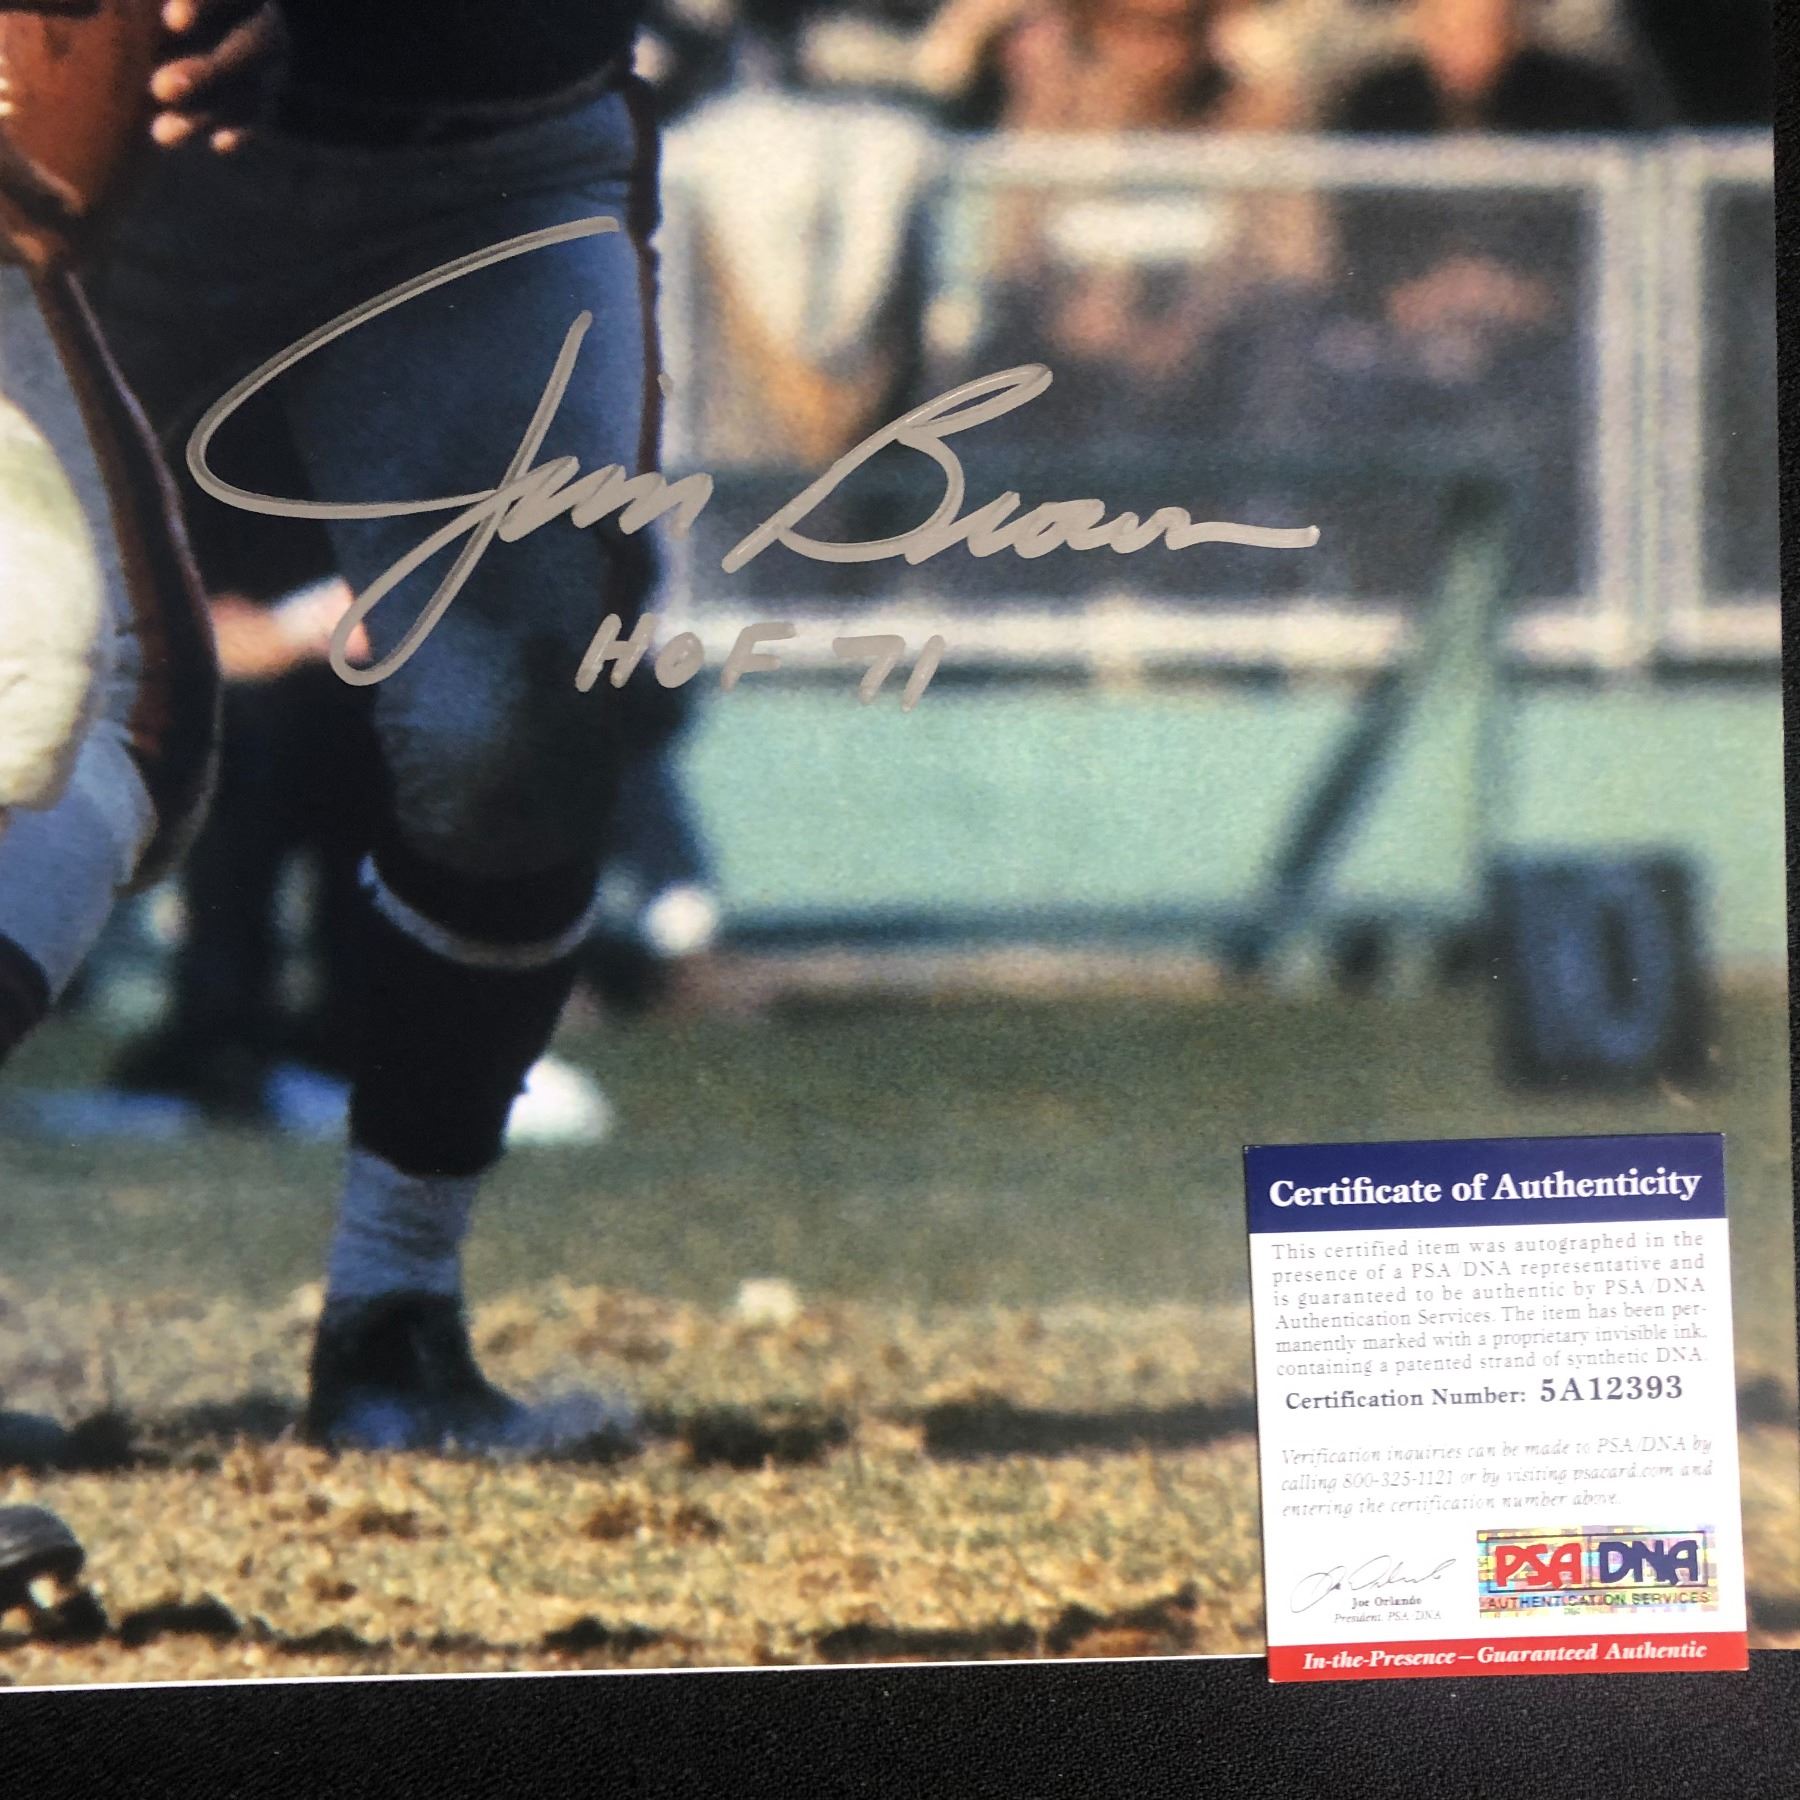 Jim Brown
HOF 71
Certificate of Authenticity
This certified item was autographed in the
presence of a PSA/DNA representative and
is guaranteed to be authentic by PSA/DNA
Authentication Services. The item has been per-
manently marked with a proprietary invisible ink,
containing a patented strand of synthetic DNA.
Certification Number: 5A12393
Verification inquiries can be made to PSA/DNA by
calling 800-325-1121 or by visiting psacard.com and
entering the certification number above.
Joe Orlando
President, PSA/DNA
PSA DNA
AUTHENTICATION SERVICES
In-the-Presence—Guaranteed Authentic